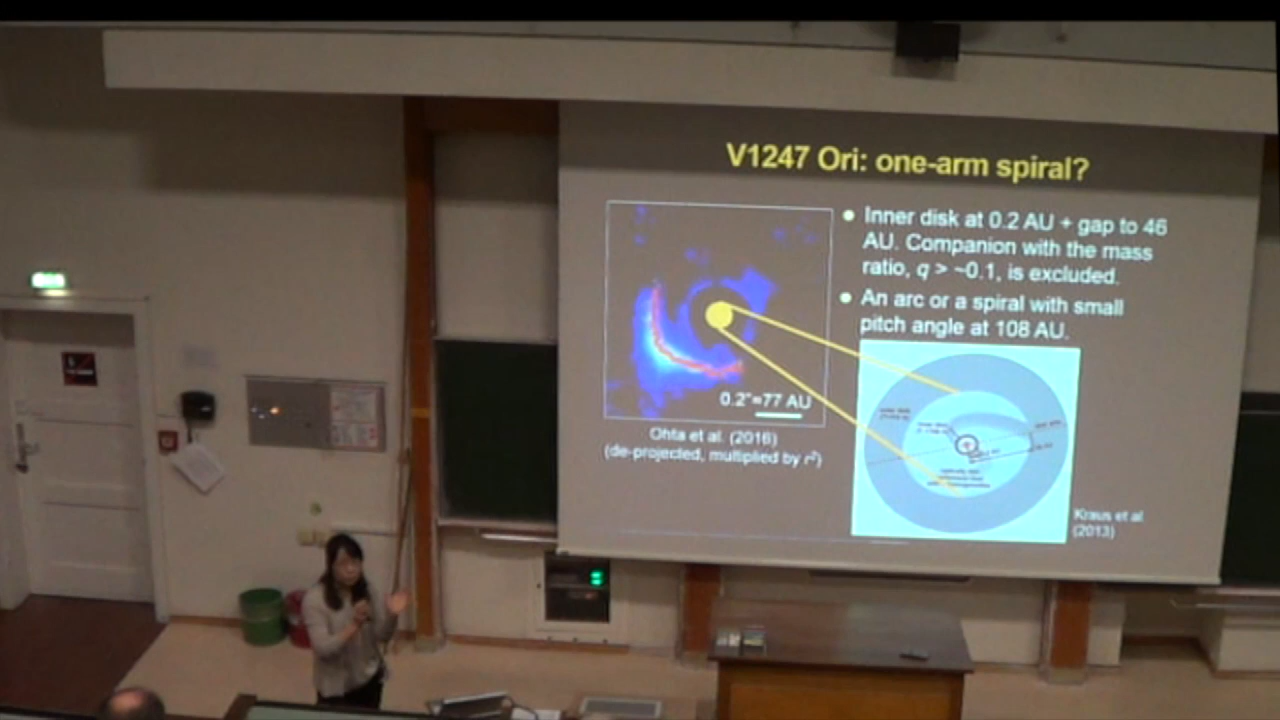 V1247 Ori: one-arm spiral?
Inner disk at 0.2 AU + gap to 46
AU. Companion with the mass
ratio, q > ~0.1, is excluded.
An arc or a spiral with small
pitch angle at 108 AU.
0.2"=77 AU
Ohta et al. (2016)
(de-projected, multiplied by r²)
Kraus et al.
(2013)